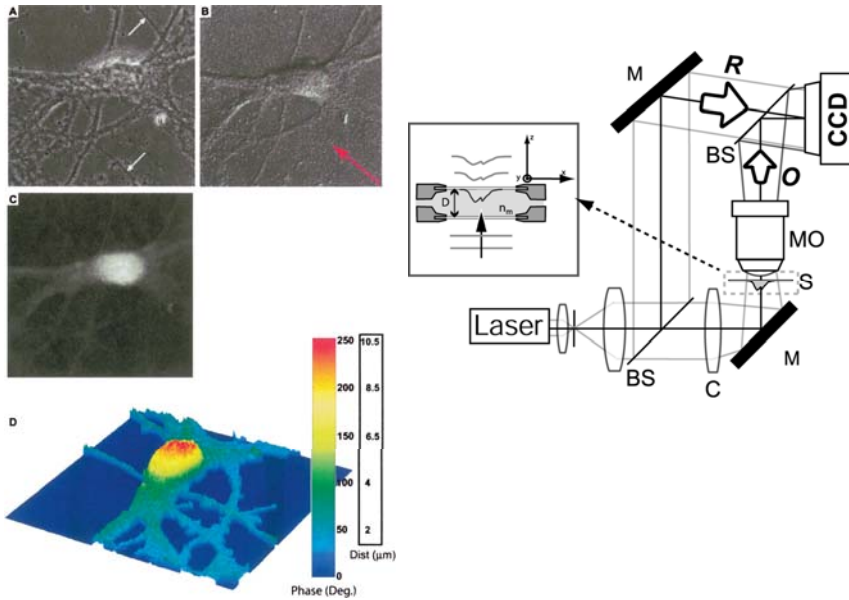 A
B
C
D
250
200
150
100
50
0
Phase (Deg.)
10.5
8.5
6.5
4
2
Dist (μm)
M
R
CCD
BS
O
MO
S
M
Laser
BS
C
z
y
x
D
nm